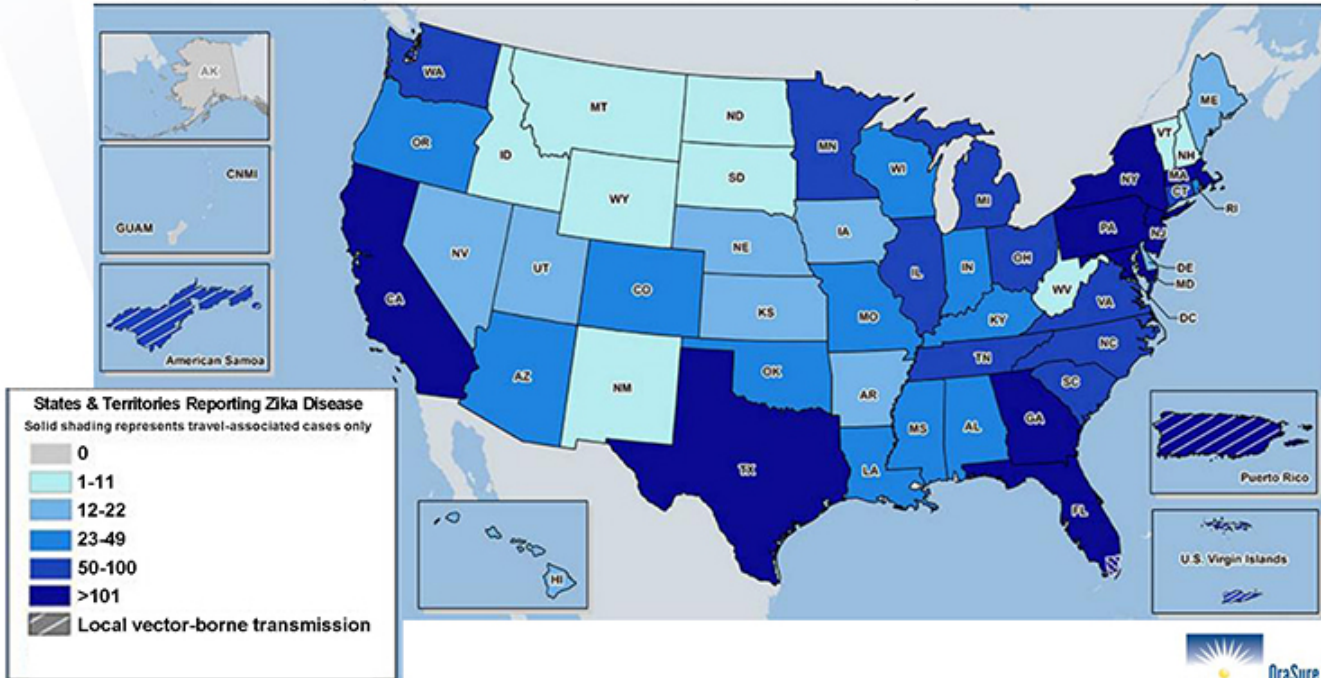 AK
CNMI
GUAM
American Samoa
WA
OR
CA
NV
ID
MT
WY
UT
CO
AZ
NM
ND
SD
NE
KS
OK
TX
MN
IA
MO
AR
LA
WI
IL
MI
IN
OH
KY
TN
MS
AL
GA
FL
SC
NC
VA
WV
PA
NY
NJ
VT
NH
ME
MA
CT
RI
DE
MD
DC
HI
Puerto Rico
U.S. Virgin Islands
States & Territories Reporting Zika Disease
Solid shading represents travel-associated cases only
0
1-11
12-22
23-49
50-100
>101
Local vector-borne transmission
OraSure